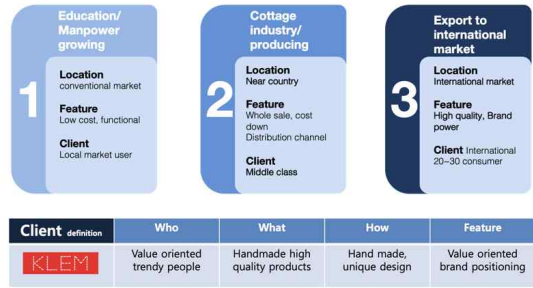 Education/
Manpower
growing
1
Location
conventional market
Feature
Low cost, functional
Client
Local market user
Cottage
industry/
producing
2
Location
Near country
Feature
Whole sale, cost
down
Distribution channel
Client
Middle class
Export to
international
market
3
Location
International market
Feature
High quality, Brand
power
Client International
20–30 consumer
Client definition Who What How Feature
KLEM
Value oriented
trendy people
Handmade high
quality products
Hand made,
unique design
Value oriented
brand positioning